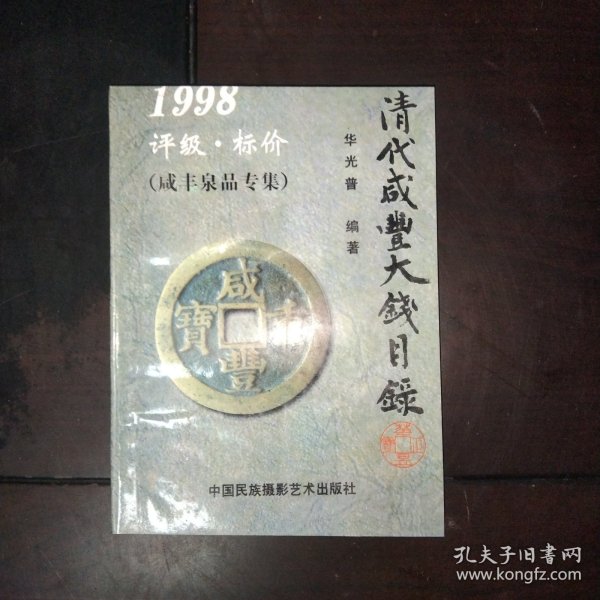 1998
评级·标价
(咸丰泉品专集)
清代咸豐大錢目錄
华光普 编著
咸豐
寶
中国民族摄影艺术出版社
孔夫子旧书网
www.kongfz.com